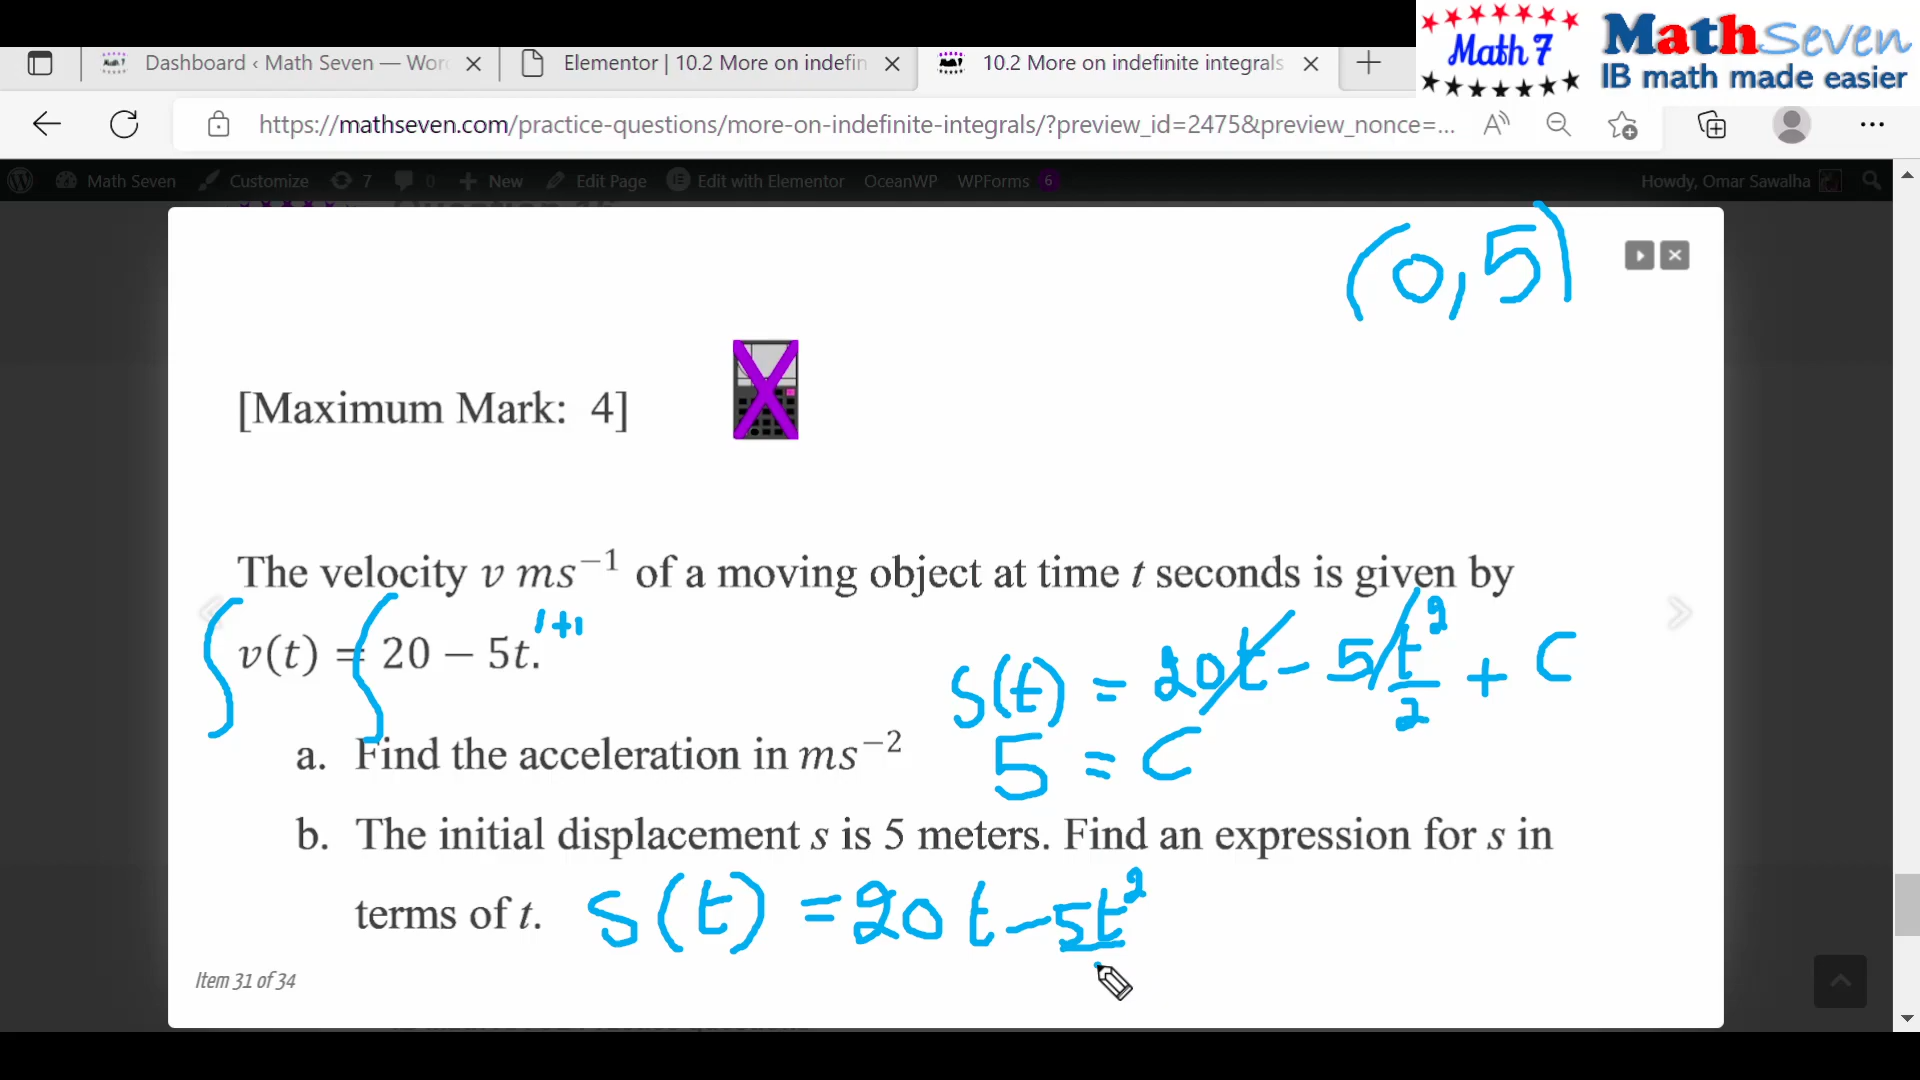 Math 7
MathSeven
IB math made easier
Dashboard ‹ Math Seven — Wor
Elementor | 10.2 More on indefin
10.2 More on indefinite integrals
https://mathseven.com/practice-questions/more-on-indefinite-integrals/?preview_id=2475&preview_nonce=...
Math Seven Customize 7 0 New Edit Page Edit with Elementor OceanWP WPForms 6 Howdy, Omar Sawalha
(0,5)
[Maximum Mark: 4]
The velocity v ms⁻¹ of a moving object at time t seconds is given by
∫ v(t) = ∫ 20 − 5t.¹⁺¹
s(t) = 20t − 5t²/2 + C
a. Find the acceleration in ms⁻²
5 = C
b. The initial displacement s is 5 meters. Find an expression for s in
terms of t. s(t) = 20t − 5t²
Item 31 of 34